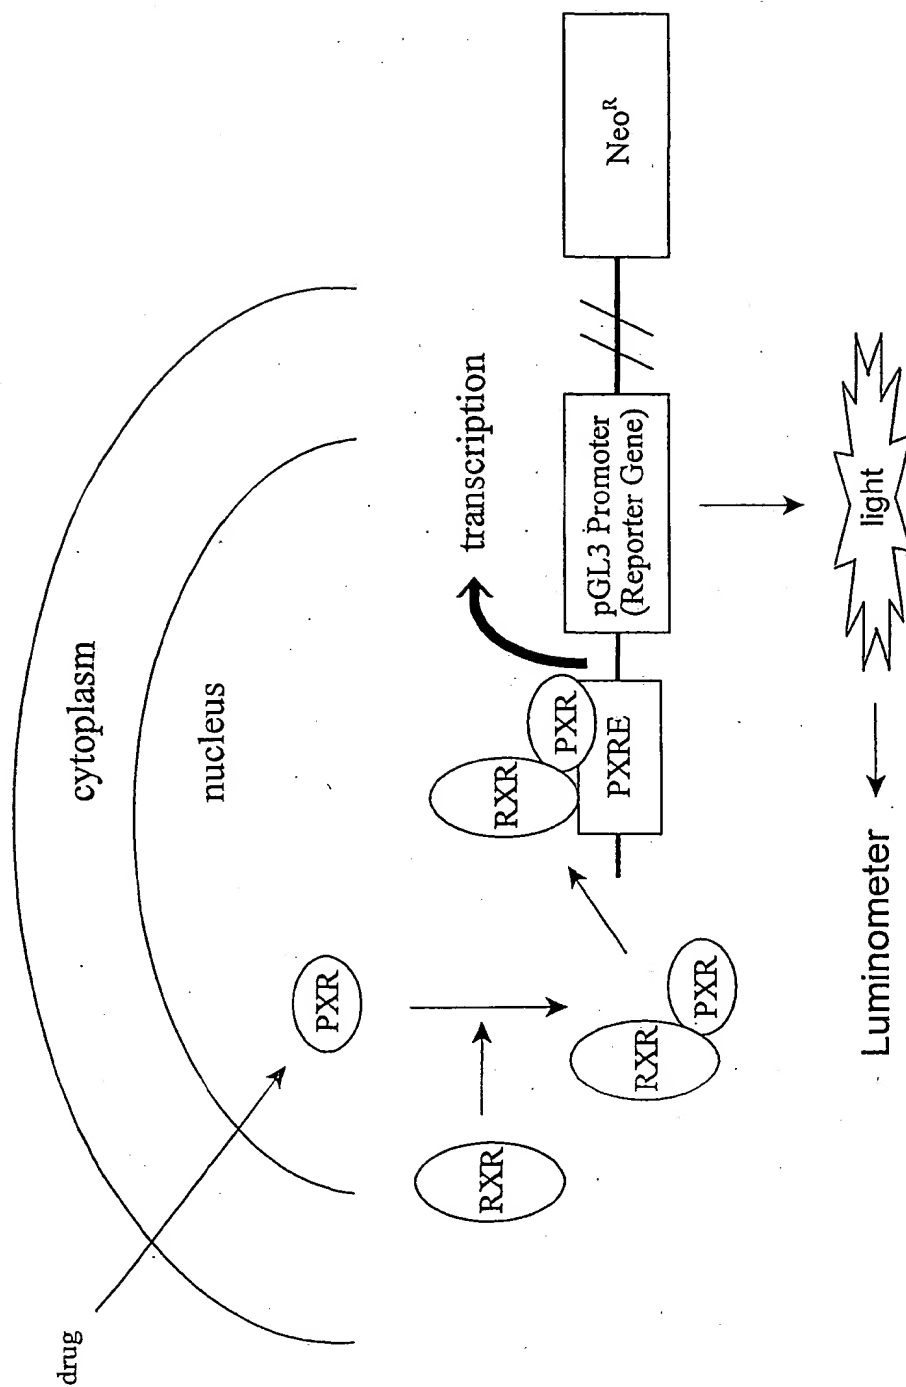 drug
cytoplasm
nucleus
PXR
RXR
RXR
PXR
RXR
PXR
PXRE
transcription
pGL3 Promoter
(Reporter Gene)
Neo^R
light
Luminometer